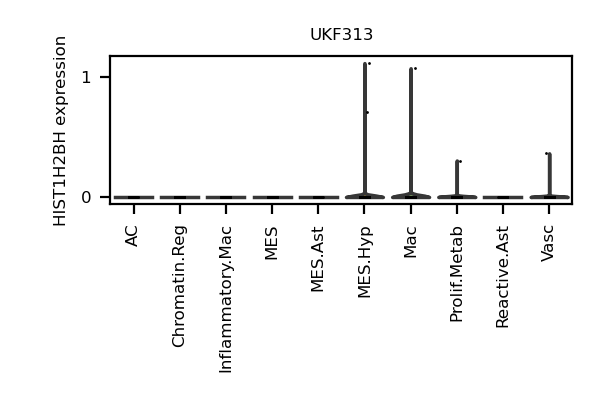 UKF313
HIST1H2BH expression
1
0
AC
Chromatin.Reg
Inflammatory.Mac
MES
MES.Ast
MES.Hyp
Mac
Prolif.Metab
Reactive.Ast
Vasc